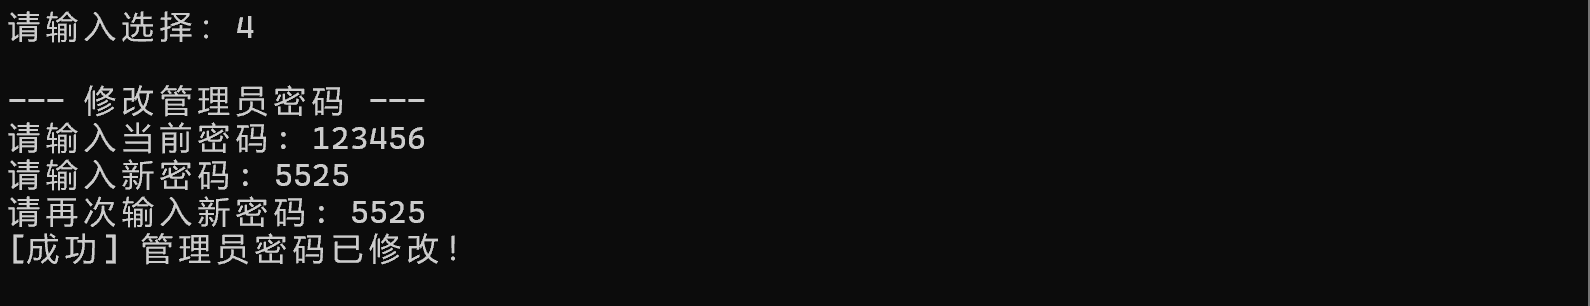 请输入选择: 4
--- 修改管理员密码 ---
请输入当前密码: 123456
请输入新密码: 5525
请再次输入新密码: 5525
[成功] 管理员密码已修改!